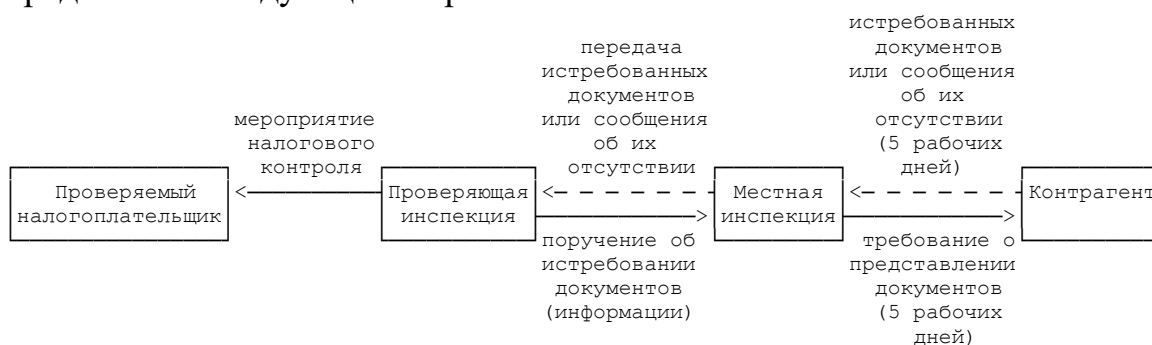 истребованных
документов
или сообщения
об их
отсутствии
(5 рабочих
дней)
передача
истребованных
документов
или сообщения
об их
отсутствии
мероприятие
налогового
контроля
Проверяемый
налогоплательщик
Проверяющая
инспекция
Местная
инспекция
Контрагент
поручение об
истребовании
документов
(информации)
требование о
представлении
документов
(5 рабочих
дней)